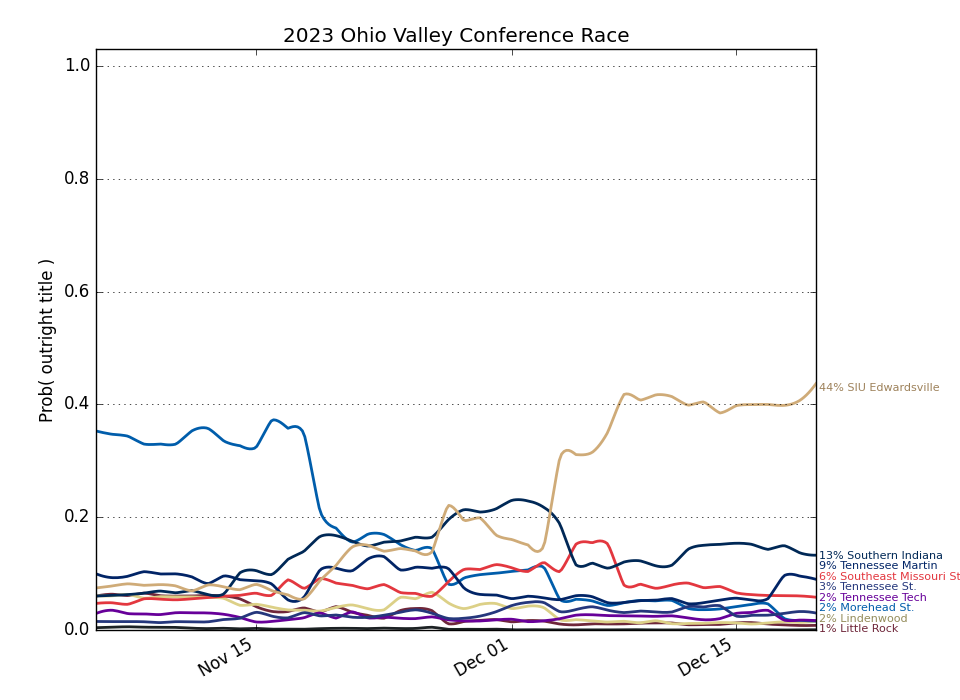 2023 Ohio Valley Conference Race
1.0
0.8
0.6
0.4
0.2
0.0
Prob( outright title )
Nov 15
Dec 01
Dec 15
44% SIU Edwardsville
13% Southern Indiana
9% Tennessee Martin
6% Southeast Missouri St
3% Tennessee St.
2% Tennessee Tech
2% Morehead St.
2% Lindenwood
1% Little Rock